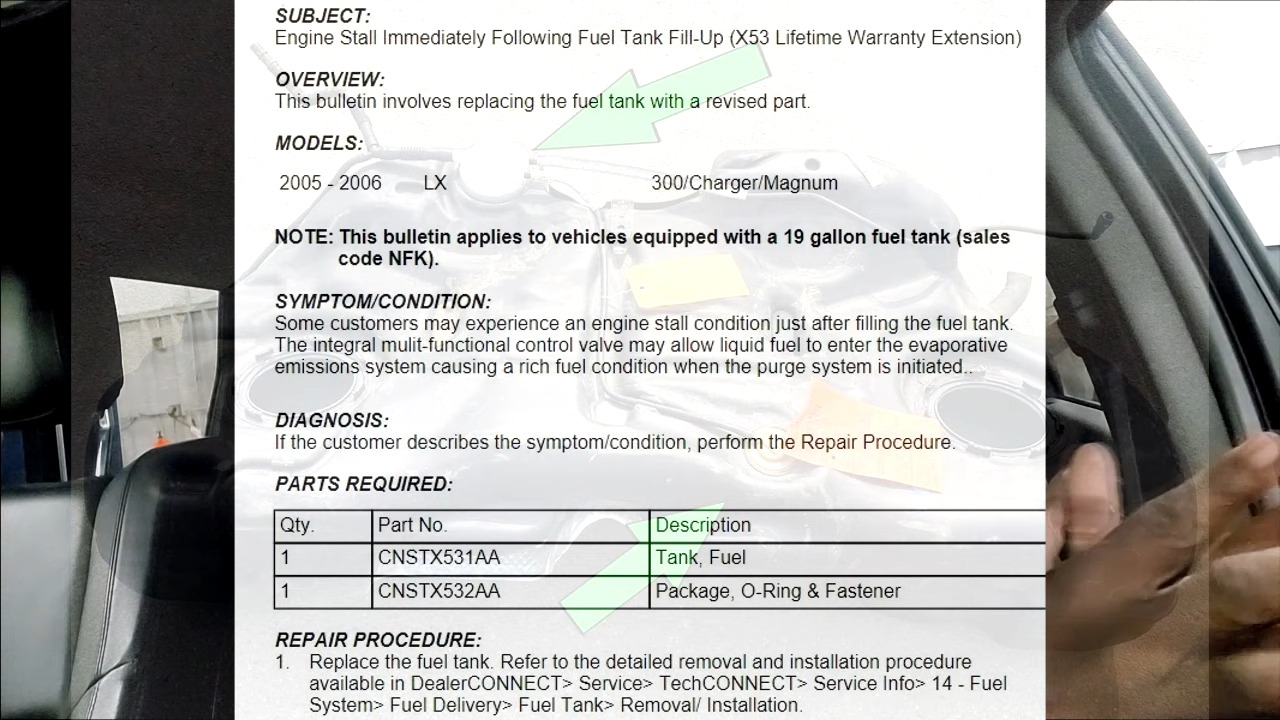 SUBJECT:
Engine Stall Immediately Following Fuel Tank Fill-Up (X53 Lifetime Warranty Extension)
OVERVIEW:
This bulletin involves replacing the fuel tank with a revised part.
MODELS:
2005 - 2006 LX 300/Charger/Magnum
NOTE: This bulletin applies to vehicles equipped with a 19 gallon fuel tank (sales
code NFK).
SYMPTOM/CONDITION:
Some customers may experience an engine stall condition just after filling the fuel tank.
The integral mulit-functional control valve may allow liquid fuel to enter the evaporative
emissions system causing a rich fuel condition when the purge system is initiated..
DIAGNOSIS:
If the customer describes the symptom/condition, perform the Repair Procedure.
PARTS REQUIRED:
Qty. Part No. Description
1 CNSTX531AA Tank, Fuel
1 CNSTX532AA Package, O-Ring & Fastener
REPAIR PROCEDURE:
1. Replace the fuel tank. Refer to the detailed removal and installation procedure
available in DealerCONNECT> Service> TechCONNECT> Service Info> 14 - Fuel
System> Fuel Delivery> Fuel Tank> Removal/ Installation.